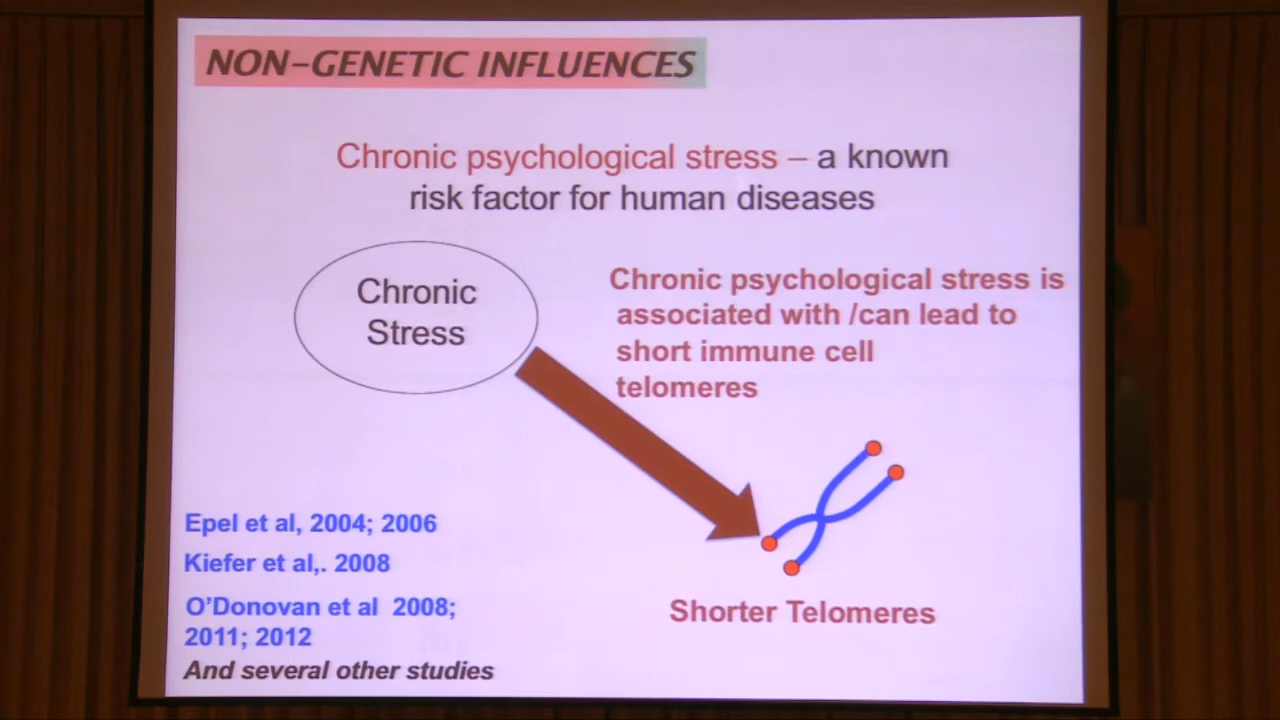 NON-GENETIC INFLUENCES
Chronic psychological stress – a known
risk factor for human diseases
Chronic
Stress
Chronic psychological stress is
associated with /can lead to
short immune cell
telomeres
Epel et al, 2004; 2006
Kiefer et al,. 2008
O'Donovan et al 2008;
2011; 2012
And several other studies
Shorter Telomeres